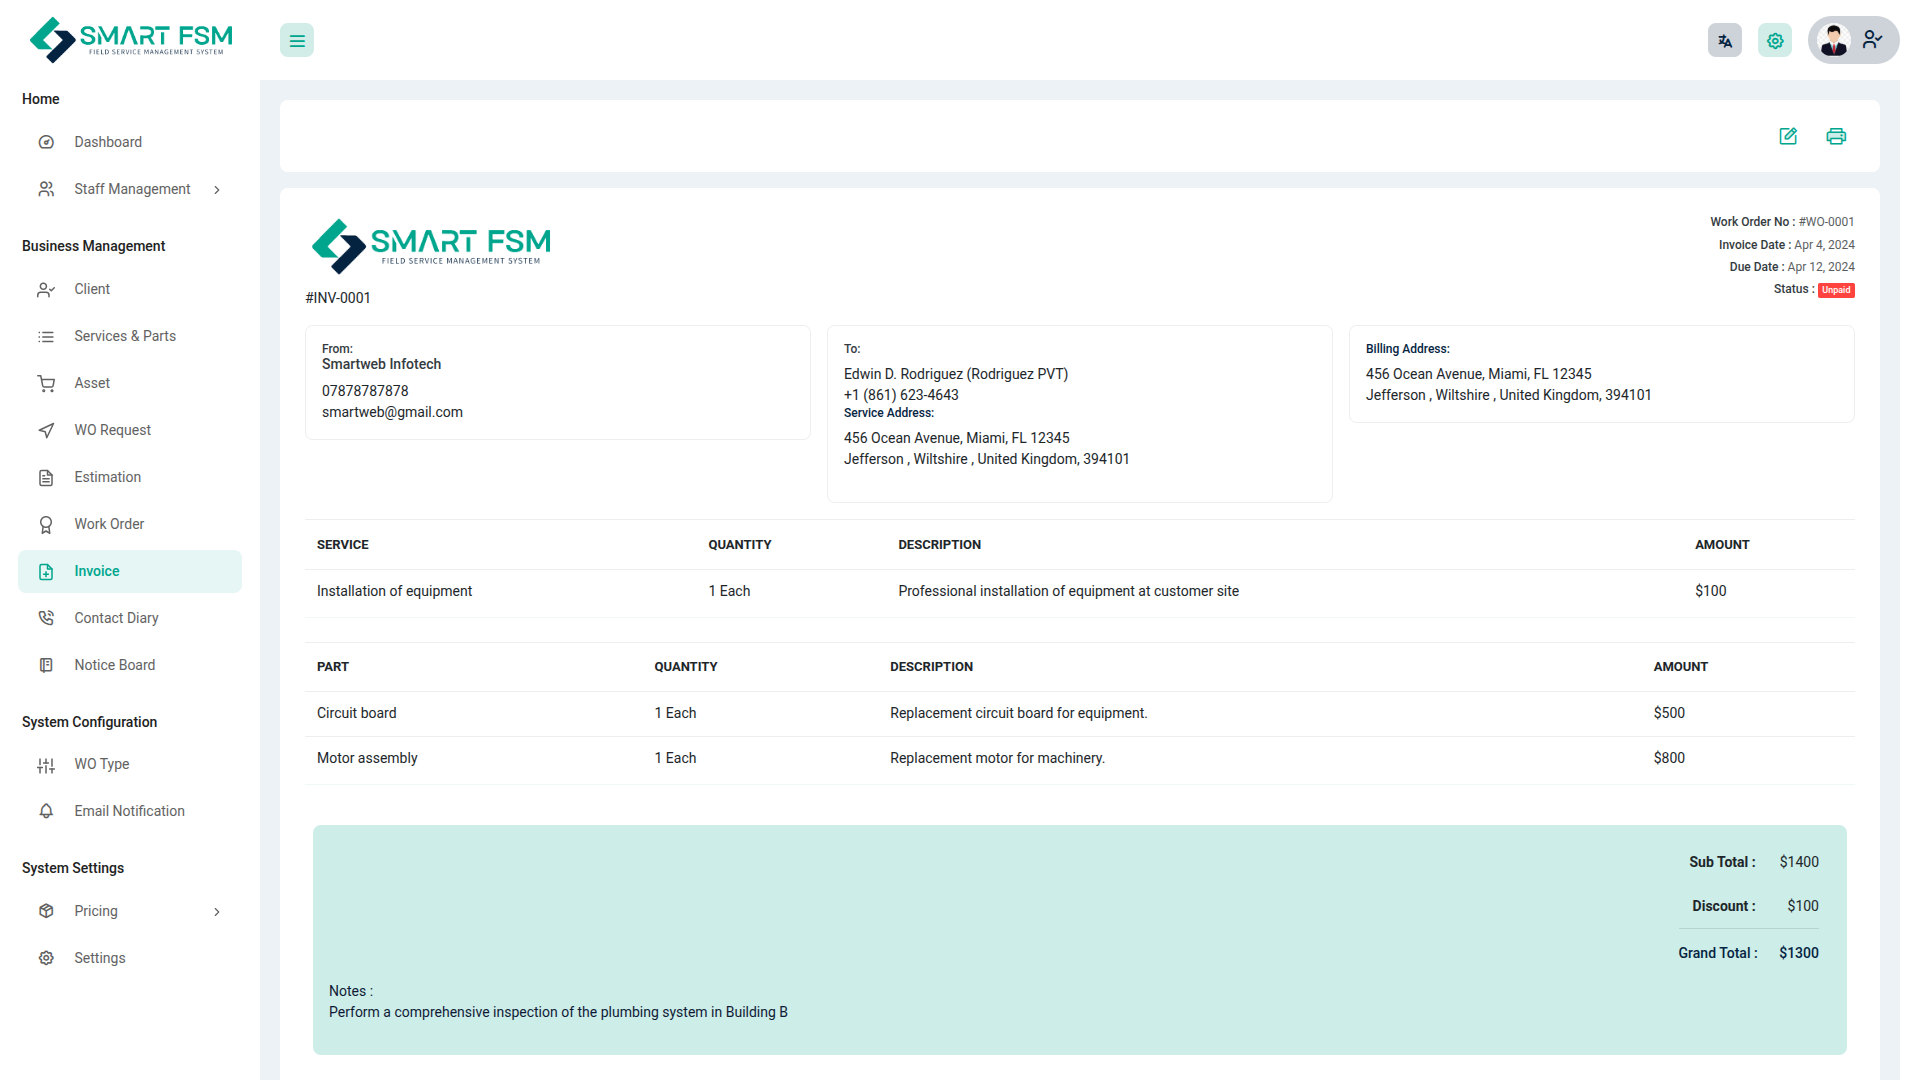 SMART FSM
FIELD SERVICE MANAGEMENT SYSTEM
Home
Dashboard
Staff Management
Business Management
Client
Services & Parts
Asset
WO Request
Estimation
Work Order
Invoice
Contact Diary
Notice Board
System Configuration
WO Type
Email Notification
System Settings
Pricing
Settings
SMART FSM
FIELD SERVICE MANAGEMENT SYSTEM
#INV-0001
Work Order No : #WO-0001
Invoice Date : Apr 4, 2024
Due Date : Apr 12, 2024
Status : Unpaid
From:
Smartweb Infotech
07878787878
smartweb@gmail.com
To:
Edwin D. Rodriguez (Rodriguez PVT)
+1 (861) 623-4643
Service Address:
456 Ocean Avenue, Miami, FL 12345
Jefferson , Wiltshire , United Kingdom, 394101
Billing Address:
456 Ocean Avenue, Miami, FL 12345
Jefferson , Wiltshire , United Kingdom, 394101
SERVICE QUANTITY DESCRIPTION AMOUNT
Installation of equipment 1 Each Professional installation of equipment at customer site $100
PART QUANTITY DESCRIPTION AMOUNT
Circuit board 1 Each Replacement circuit board for equipment. $500
Motor assembly 1 Each Replacement motor for machinery. $800
Sub Total : $1400
Discount : $100
Grand Total : $1300
Notes :
Perform a comprehensive inspection of the plumbing system in Building B